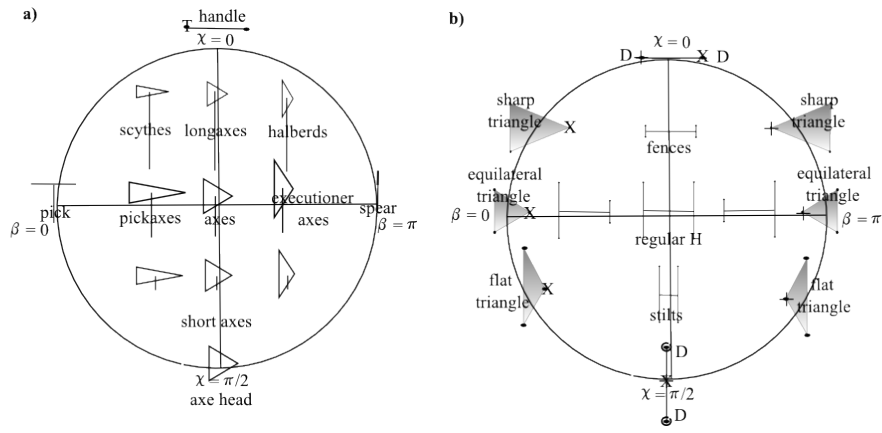 a)
handle
T
χ = 0
scythes
longaxes
halberds
pick
pickaxes
axes
executioner
axes
spear
β = 0
β = π
short axes
χ = π/2
axe head
b)
χ = 0
D
X
D
sharp
triangle
X
sharp
triangle
fences
equilateral
triangle
X
equilateral
triangle
β = 0
β = π
regular H
flat
triangle
X
flat
triangle
stilts
D
X
χ = π/2
D